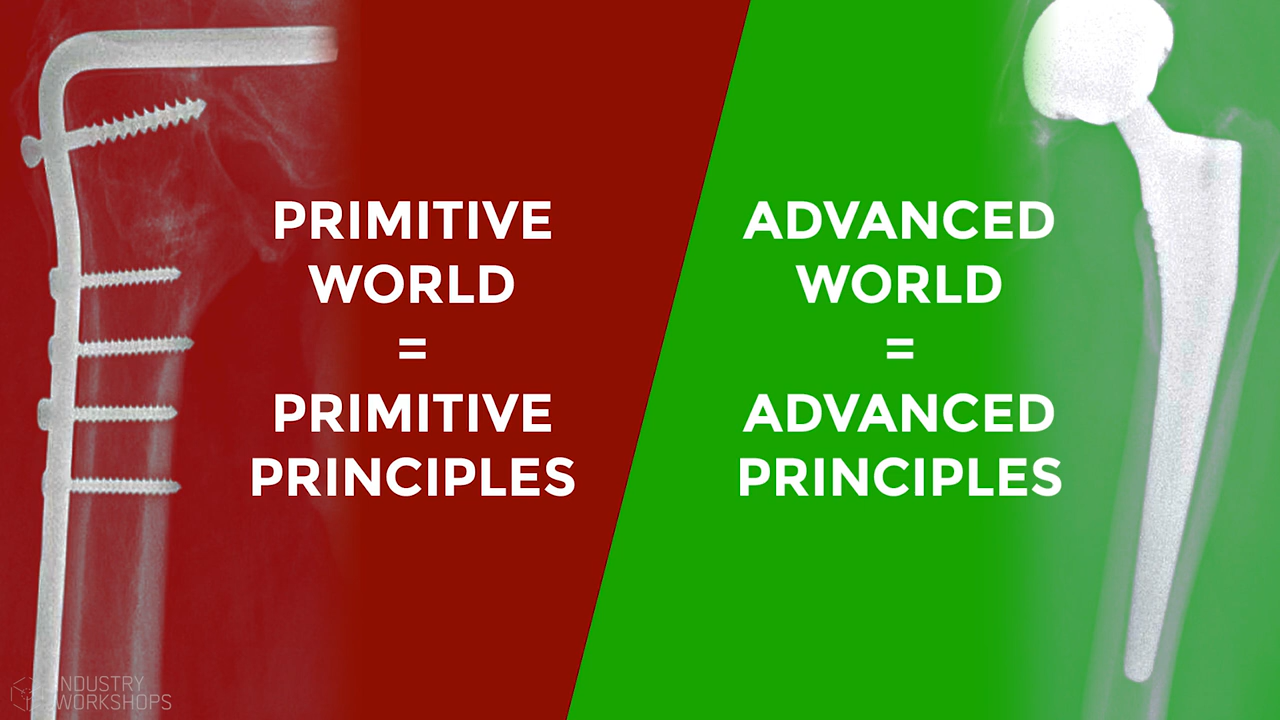 PRIMITIVE
WORLD
=
PRIMITIVE
PRINCIPLES
ADVANCED
WORLD
=
ADVANCED
PRINCIPLES
INDUSTRY
WORKSHOPS